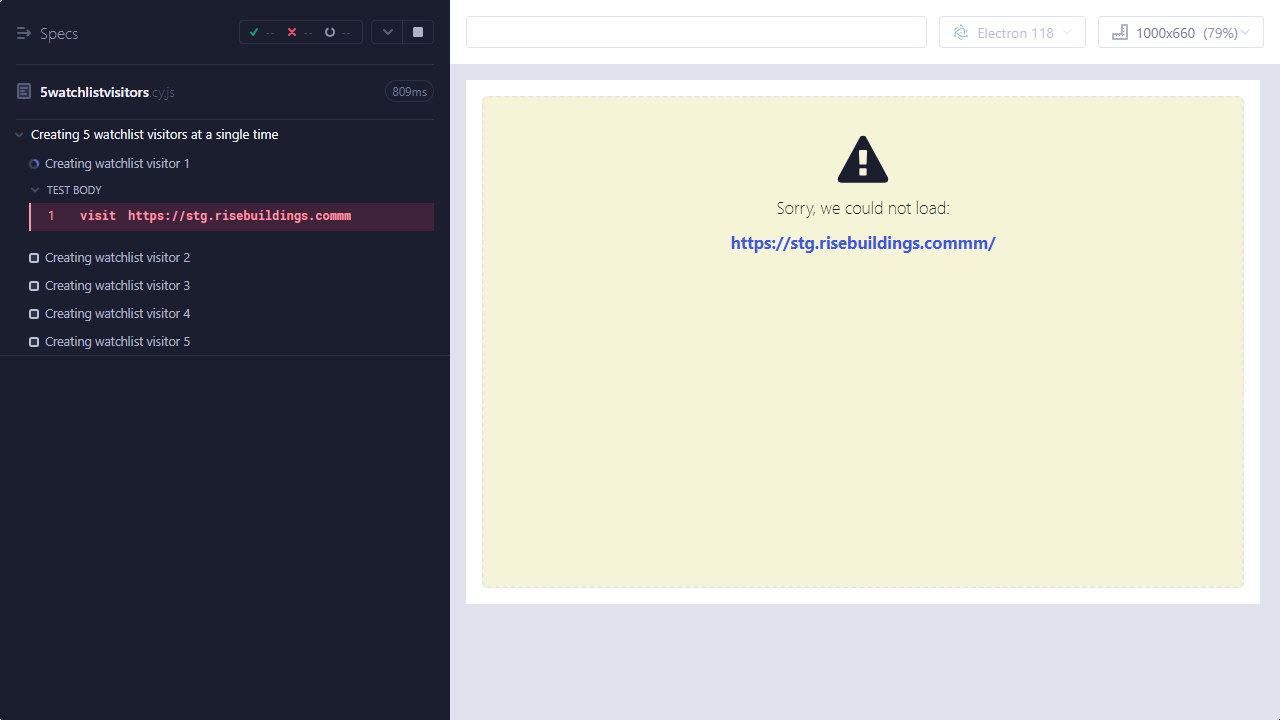 Specs
-- -- --
5watchlistvisitors.cy.js 809ms
Creating 5 watchlist visitors at a single time
Creating watchlist visitor 1
TEST BODY
1 visit https://stg.risebuildings.commm
Creating watchlist visitor 2
Creating watchlist visitor 3
Creating watchlist visitor 4
Creating watchlist visitor 5
Electron 118
1000x660 (79%)
Sorry, we could not load:
https://stg.risebuildings.commm/